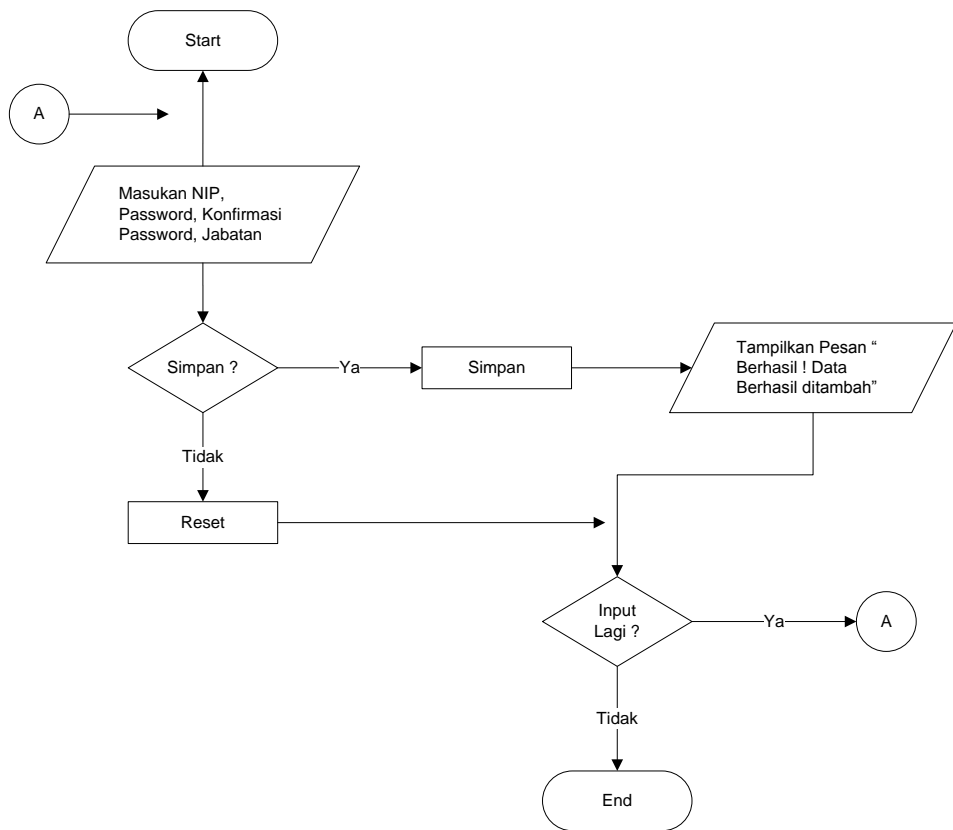 Start
A
Masukan NIP,
Password, Konfirmasi
Password, Jabatan
Simpan ?
Ya
Simpan
Tampilkan Pesan “
Berhasil ! Data
Berhasil ditambah”
Tidak
Reset
Input
Lagi ?
Ya
A
Tidak
End